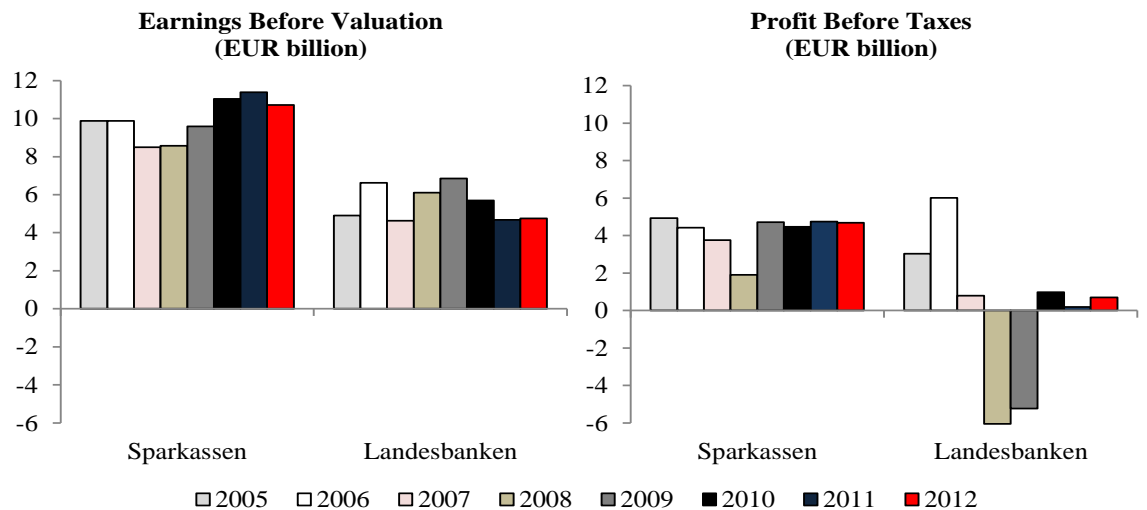 Earnings Before Valuation
(EUR billion)
12
10
8
6
4
2
0
-2
-4
-6
Sparkassen Landesbanken
Profit Before Taxes
(EUR billion)
12
10
8
6
4
2
0
-2
-4
-6
Sparkassen Landesbanken
2005 2006 2007 2008 2009 2010 2011 2012